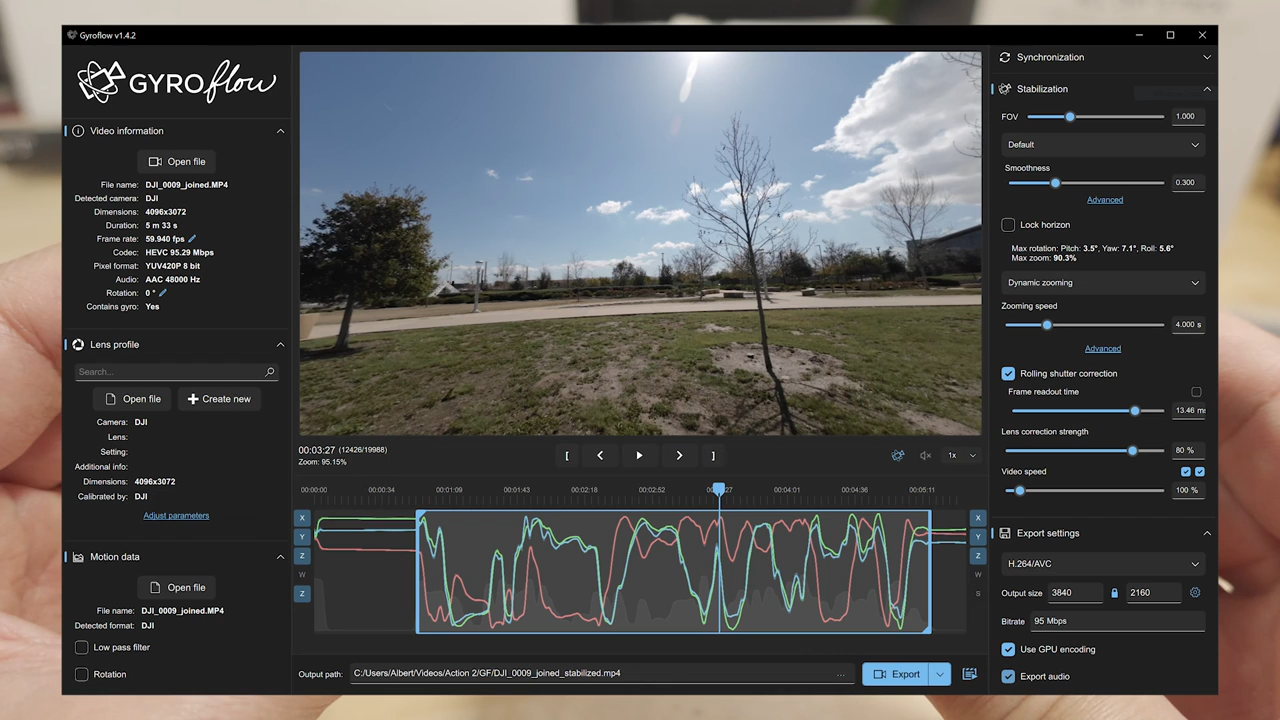 Gyroflow v1.4.2
GYROflow
Video information
Open file
File name: DJI_0009_joined.MP4
Detected camera: DJI
Dimensions: 4096x3072
Duration: 5 m 33 s
Frame rate: 59.940 fps
Codec: HEVC 95.29 Mbps
Pixel format: YUV420P 8 bit
Audio: AAC 48000 Hz
Rotation: 0 °
Contains gyro: Yes
Lens profile
Search...
Open file
Create new
Camera: DJI
Lens:
Setting:
Additional info:
Dimensions: 4096x3072
Calibrated by: DJI
Adjust parameters
Motion data
Open file
File name: DJI_0009_joined.MP4
Detected format: DJI
Low pass filter
Rotation
00:03:27 (12426/19988)
Zoom: 95.15%
[
]
1x
00:00:00 00:00:34 00:01:09 00:01:43 00:02:18 00:02:52 :27 00:04:01 00:04:36 00:05:11
X
Y
Z
W
Z
X
Y
Z
W
S
Output path: C:/Users/Albert/Videos/Action 2/GF/DJI_0009_joined_stabilized.mp4 ...
Export
Synchronization
Stabilization
FOV 1.000
Default
Smoothness
0.300
Advanced
Lock horizon
Max rotation: Pitch: 3.5°, Yaw: 7.1°, Roll: 5.6°
Max zoom: 90.3%
Dynamic zooming
Zooming speed
4.000 s
Advanced
Rolling shutter correction
Frame readout time
13.46 ms
Lens correction strength
80 %
Video speed
100 %
Export settings
H.264/AVC
Output size 3840 2160
Bitrate 95 Mbps
Use GPU encoding
Export audio